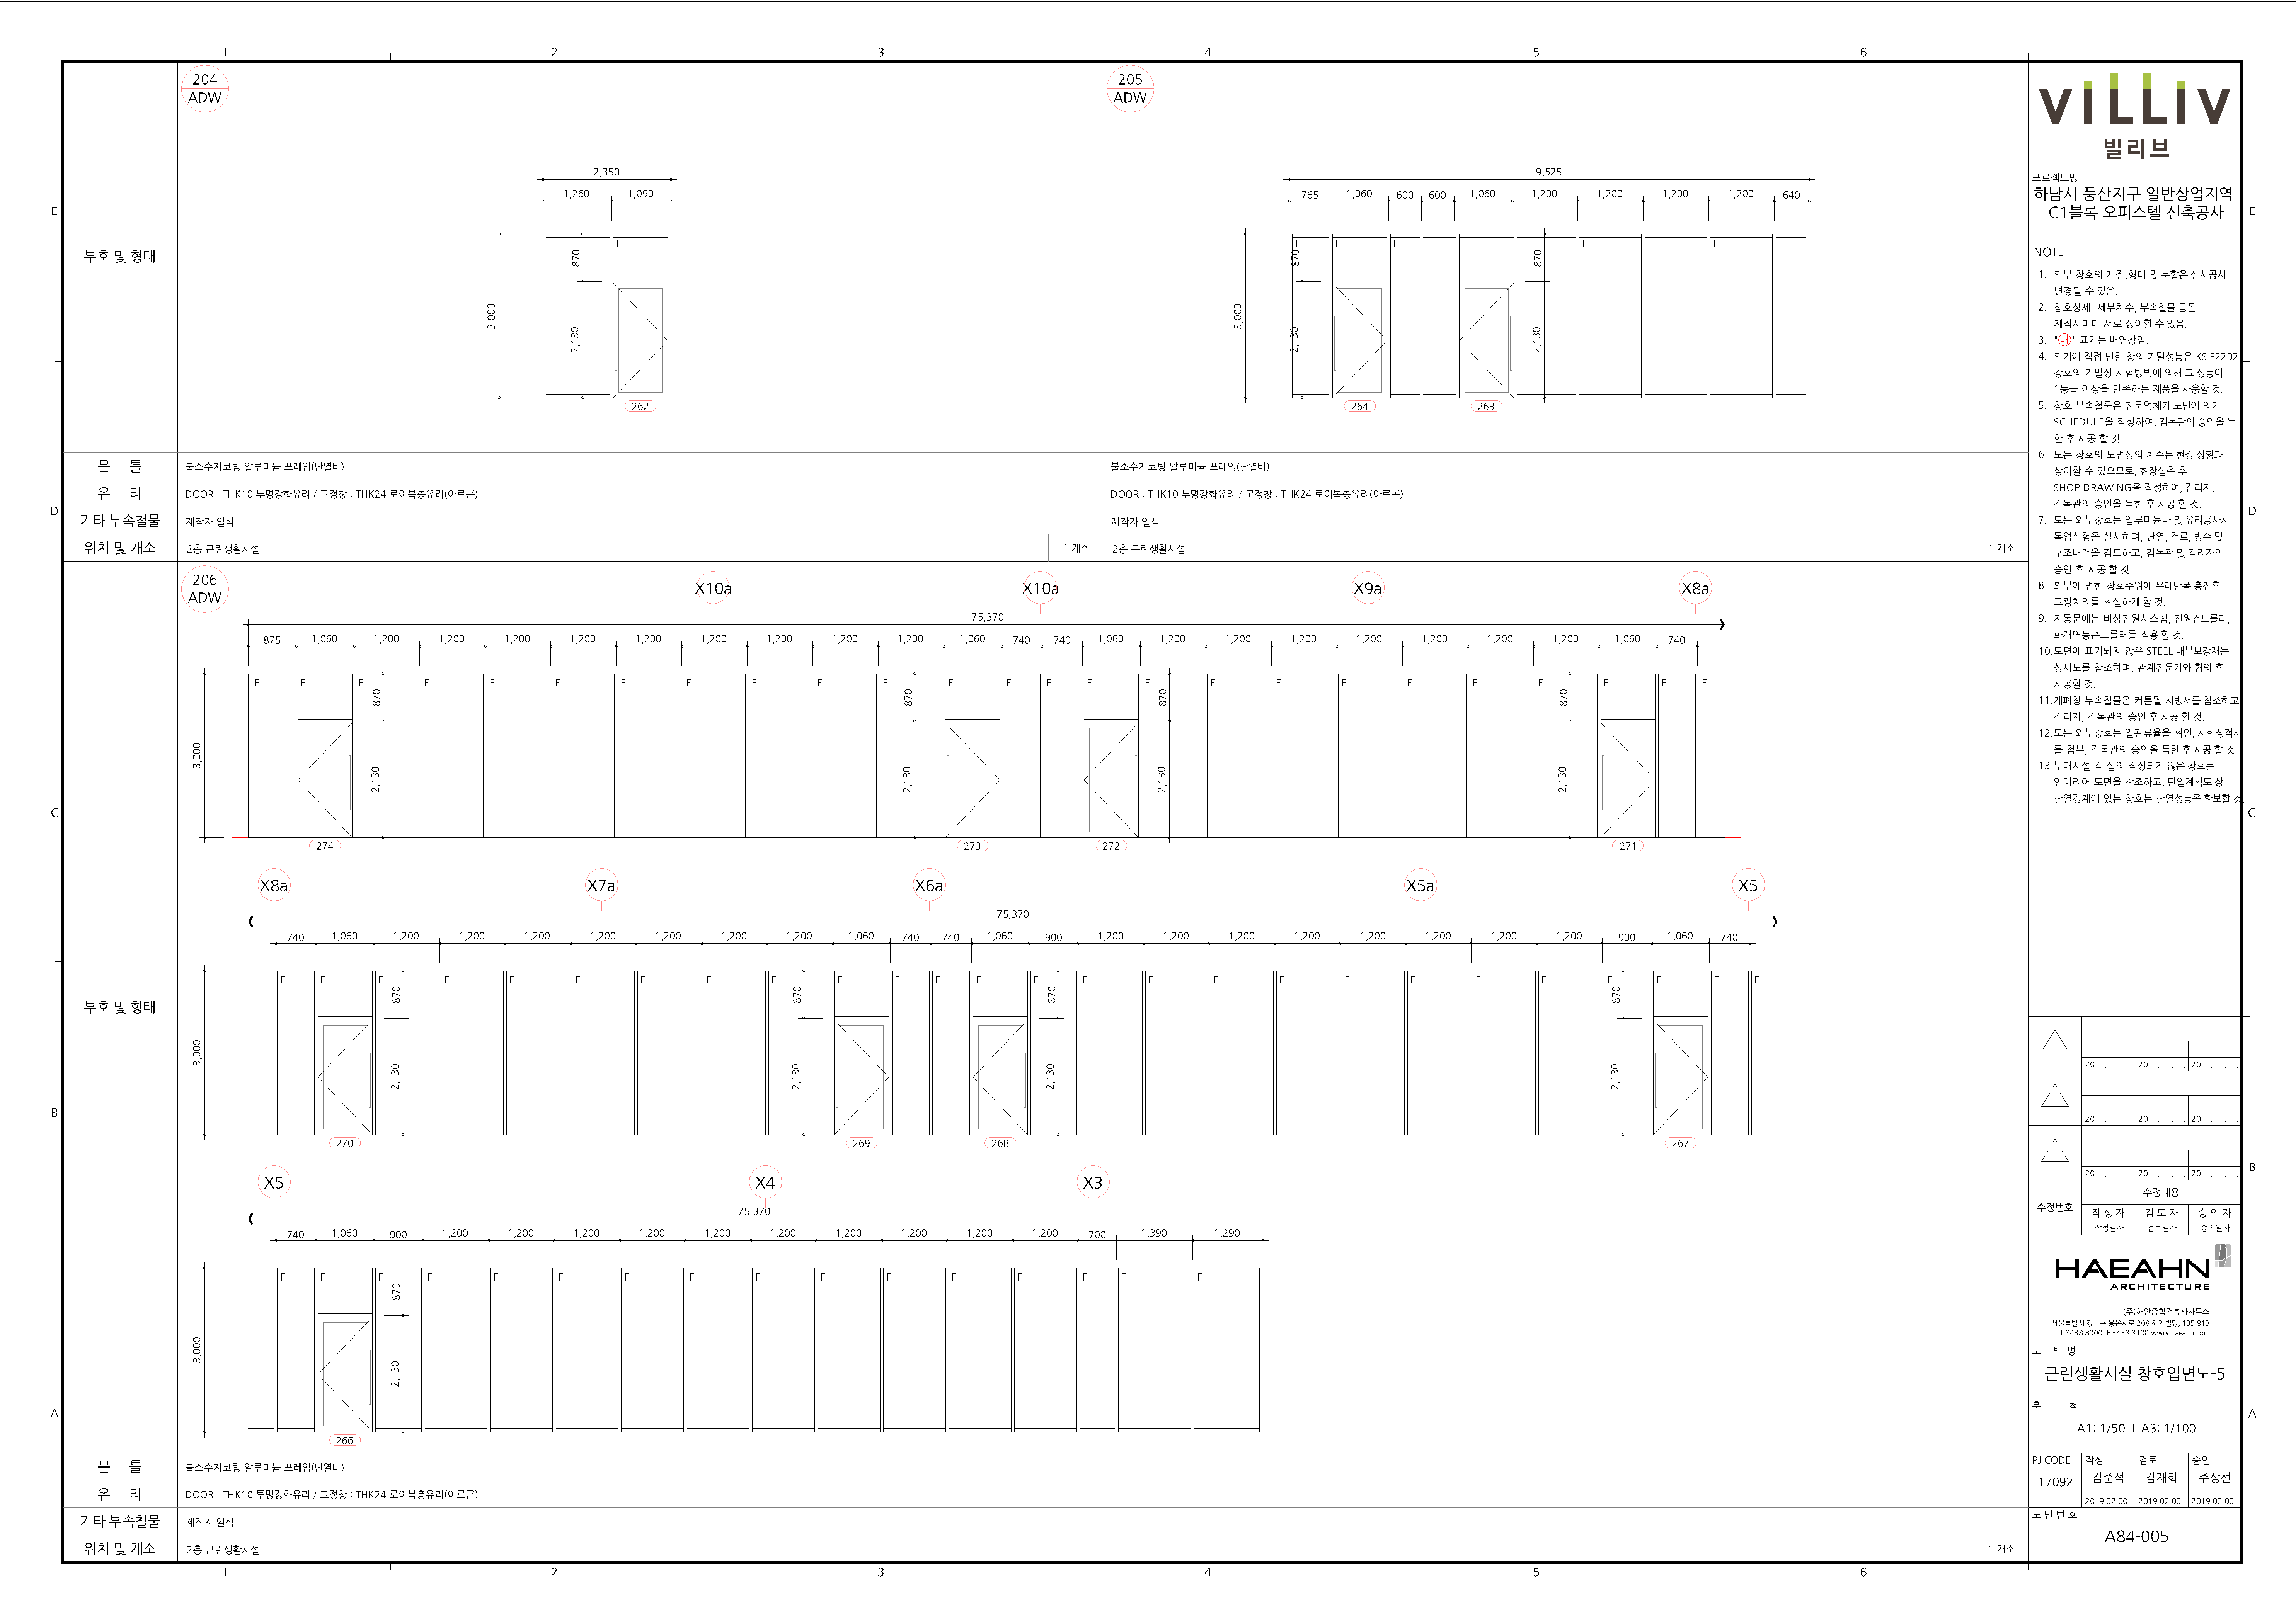 1 2 3 4 5 6
204
ADW
2,350
1,260 1,090
F F
870
3,000
2,130
262
205
ADW
9,525
765 1,060 600 600 1,060 1,200 1,200 1,200 1,200 640
F F F F F F F F F F
870 870
3,000
2,130 2,130
264 263
E
부호 및 형태
문 틀 불소수지코팅 알루미늄 프레임(단열바) 불소수지코팅 알루미늄 프레임(단열바)
유 리 DOOR : THK10 투명강화유리 / 고정창 : THK24 로이복층유리(아르곤) DOOR : THK10 투명강화유리 / 고정창 : THK24 로이복층유리(아르곤)
D
기타 부속철물 제작자 일식 제작자 일식
위치 및 개소 2층 근린생활시설 1 개소 2층 근린생활시설 1 개소
206
ADW
X10a X10a X9a X8a
75,370
875 1,060 1,200 1,200 1,200 1,200 1,200 1,200 1,200 1,200 1,200 1,060 740 740 1,060 1,200 1,200 1,200 1,200 1,200 1,200 1,200 1,060 740
F F F F F F F F F F F F F F F F F F F F F F F F F
870 870 870 870
3,000
2,130 2,130 2,130 2,130
274 273 272 271
C
X8a X7a X6a X5a X5
75,370
740 1,060 1,200 1,200 1,200 1,200 1,200 1,200 1,200 1,060 740 740 1,060 900 1,200 1,200 1,200 1,200 1,200 1,200 1,200 1,200 900 1,060 740
F F F F F F F F F F F F F F F F F F F F F F F F F F
870 870 870 870
부호 및 형태
3,000
2,130 2,130 2,130 2,130
B
270 269 268 267
X5 X4 X3
75,370
740 1,060 900 1,200 1,200 1,200 1,200 1,200 1,200 1,200 1,200 1,200 1,200 700 1,390 1,290
F F F F F F F F F F F F F F F F
870
3,000
2,130
A
266
문 틀 불소수지코팅 알루미늄 프레임(단열바)
유 리 DOOR : THK10 투명강화유리 / 고정창 : THK24 로이복층유리(아르곤)
기타 부속철물 제작자 일식
위치 및 개소 2층 근린생활시설 1 개소
1 2 3 4 5 6
VILLIV
빌리브
프로젝트명
하남시 풍산지구 일반상업지역
C1블록 오피스텔 신축공사
E
NOTE
1. 외부 창호의 재질,형태 및 분할은 실시공시
변경될 수 있음.
2. 창호상세, 세부치수, 부속철물 등은
제작사마다 서로 상이할 수 있음.
3. "배" 표기는 배연창임.
4. 외기에 직접 면한 창의 기밀성능은 KS F2292
창호의 기밀성 시험방법에 의해 그 성능이
1등급 이상을 만족하는 제품을 사용할 것.
5. 창호 부속철물은 전문업체가 도면에 의거
SCHEDULE을 작성하여, 감독관의 승인을 득
한 후 시공 할 것.
6. 모든 창호의 도면상의 치수는 현장 상황과
상이할 수 있으므로, 현장실측 후
SHOP DRAWING을 작성하여, 감리자,
감독관의 승인을 득한 후 시공 할 것.
D
7. 모든 외부창호는 알루미늄바 및 유리공사시
목업실험을 실시하여, 단열, 결로, 방수 및
구조내력을 검토하고, 감독관 및 감리자의
승인 후 시공 할 것.
8. 외부에 면한 창호주위에 우레탄폼 충진후
코킹처리를 확실하게 할 것.
9. 자동문에는 비상전원시스템, 전원컨트롤러,
화재연동콘트롤러를 적용 할 것.
10.도면에 표기되지 않은 STEEL 내부보강재는
상세도를 참조하며, 관계전문가와 협의 후
시공할 것.
11.개폐창 부속철물은 커튼월 시방서를 참조하고
감리자, 감독관의 승인 후 시공 할 것.
12.모든 외부창호는 열관류율을 확인, 시험성적서
를 첨부, 감독관의 승인을 득한 후 시공 할 것.
13.부대시설 각 실의 작성되지 않은 창호는
인테리어 도면을 참조하고, 단열계획도 상
단열경계에 있는 창호는 단열성능을 확보할 것.
C
20 . . . 20 . . . 20 . . .
20 . . . 20 . . . 20 . . .
B
20 . . . 20 . . . 20 . . .
수정번호 수정내용
작 성 자 검 토 자 승 인 자
작성일자 검토일자 승인일자
HAEAHN
ARCHITECTURE
(주)해안종합건축사사무소
서울특별시 강남구 봉은사로 208 해안빌딩, 135-913
T.3438 8000 F.3438 8100 www.haeahn.com
도 면 명
근린생활시설 창호입면도-5
축 척
A
A1: 1/50 I A3: 1/100
PJ CODE 작성 검토 승인
17092 김준석 김재회 주상선
2019.02.00. 2019.02.00. 2019.02.00.
도 면 번 호
A84-005